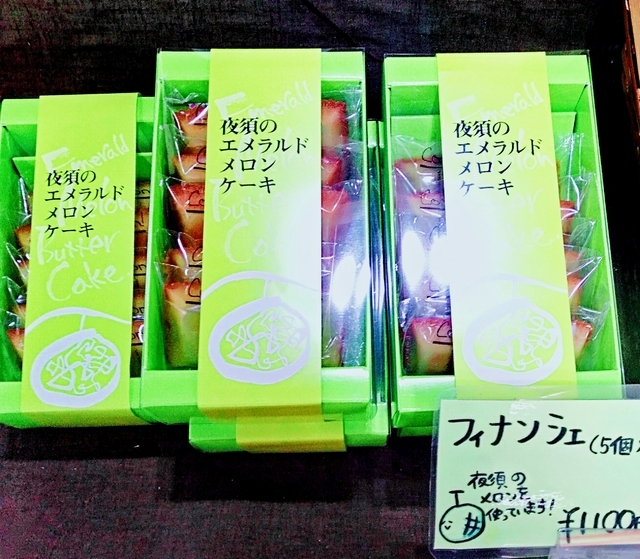 夜須の
エメラルド
メロン
ケーキ
Emerald
Butter
Cake
夜須の
エメラルド
メロン
ケーキ
Emerald
夜須の
エメラルド
メロン
ケーキ
フィナンシェ(5個
夜須の
メロンを
使っています!
¥1100